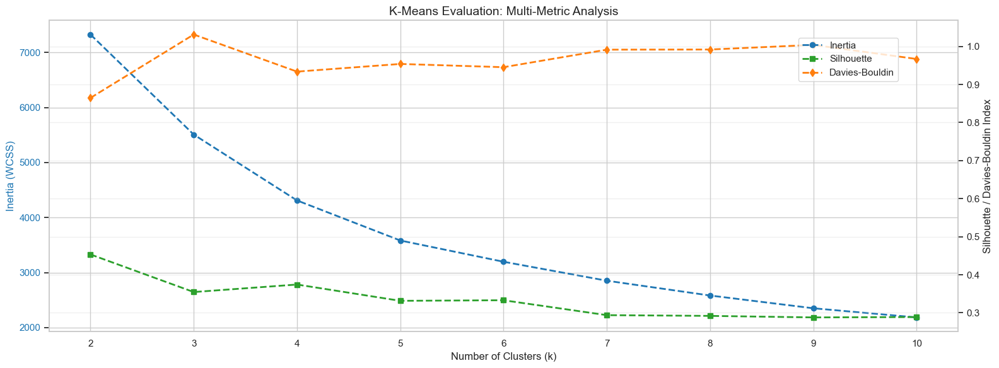 K-Means Evaluation: Multi-Metric Analysis
Inertia (WCSS)
7000
6000
5000
4000
3000
2000
Inertia
Silhouette
Davies-Bouldin
1.0
0.9
0.8
0.7
0.6
0.5
0.4
0.3
Silhouette / Davies-Bouldin Index
2 3 4 5 6 7 8 9 10
Number of Clusters (k)